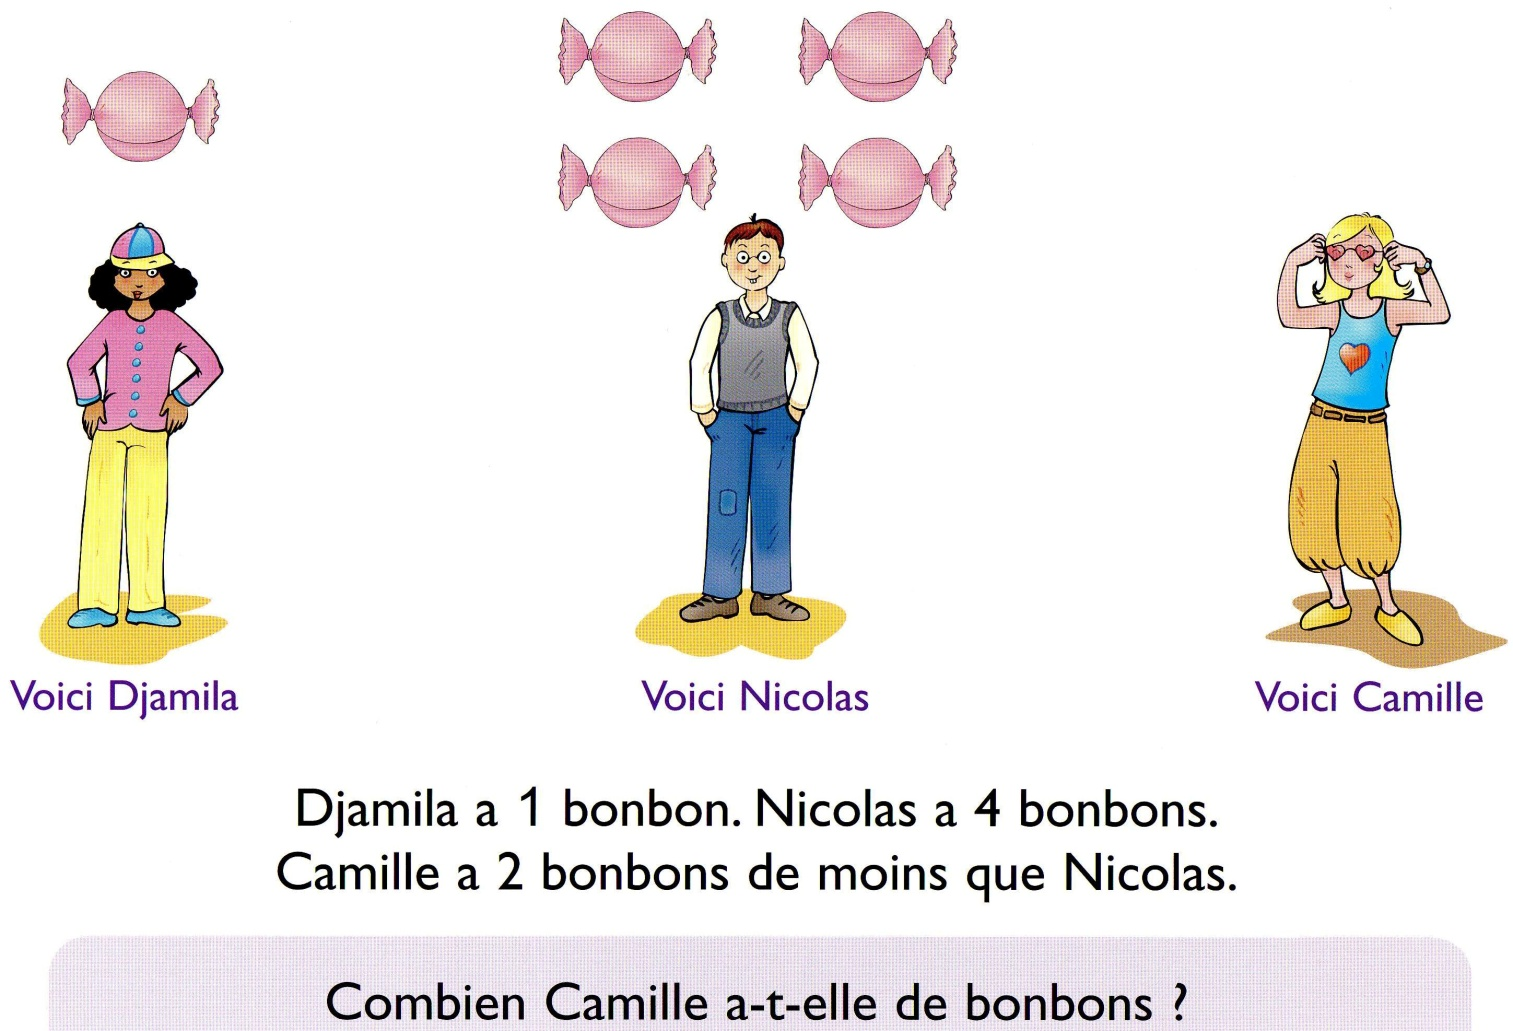 Voici Djamila
Voici Nicolas
Voici Camille
Djamila a 1 bonbon. Nicolas a 4 bonbons.
Camille a 2 bonbons de moins que Nicolas.
Combien Camille a-t-elle de bonbons ?